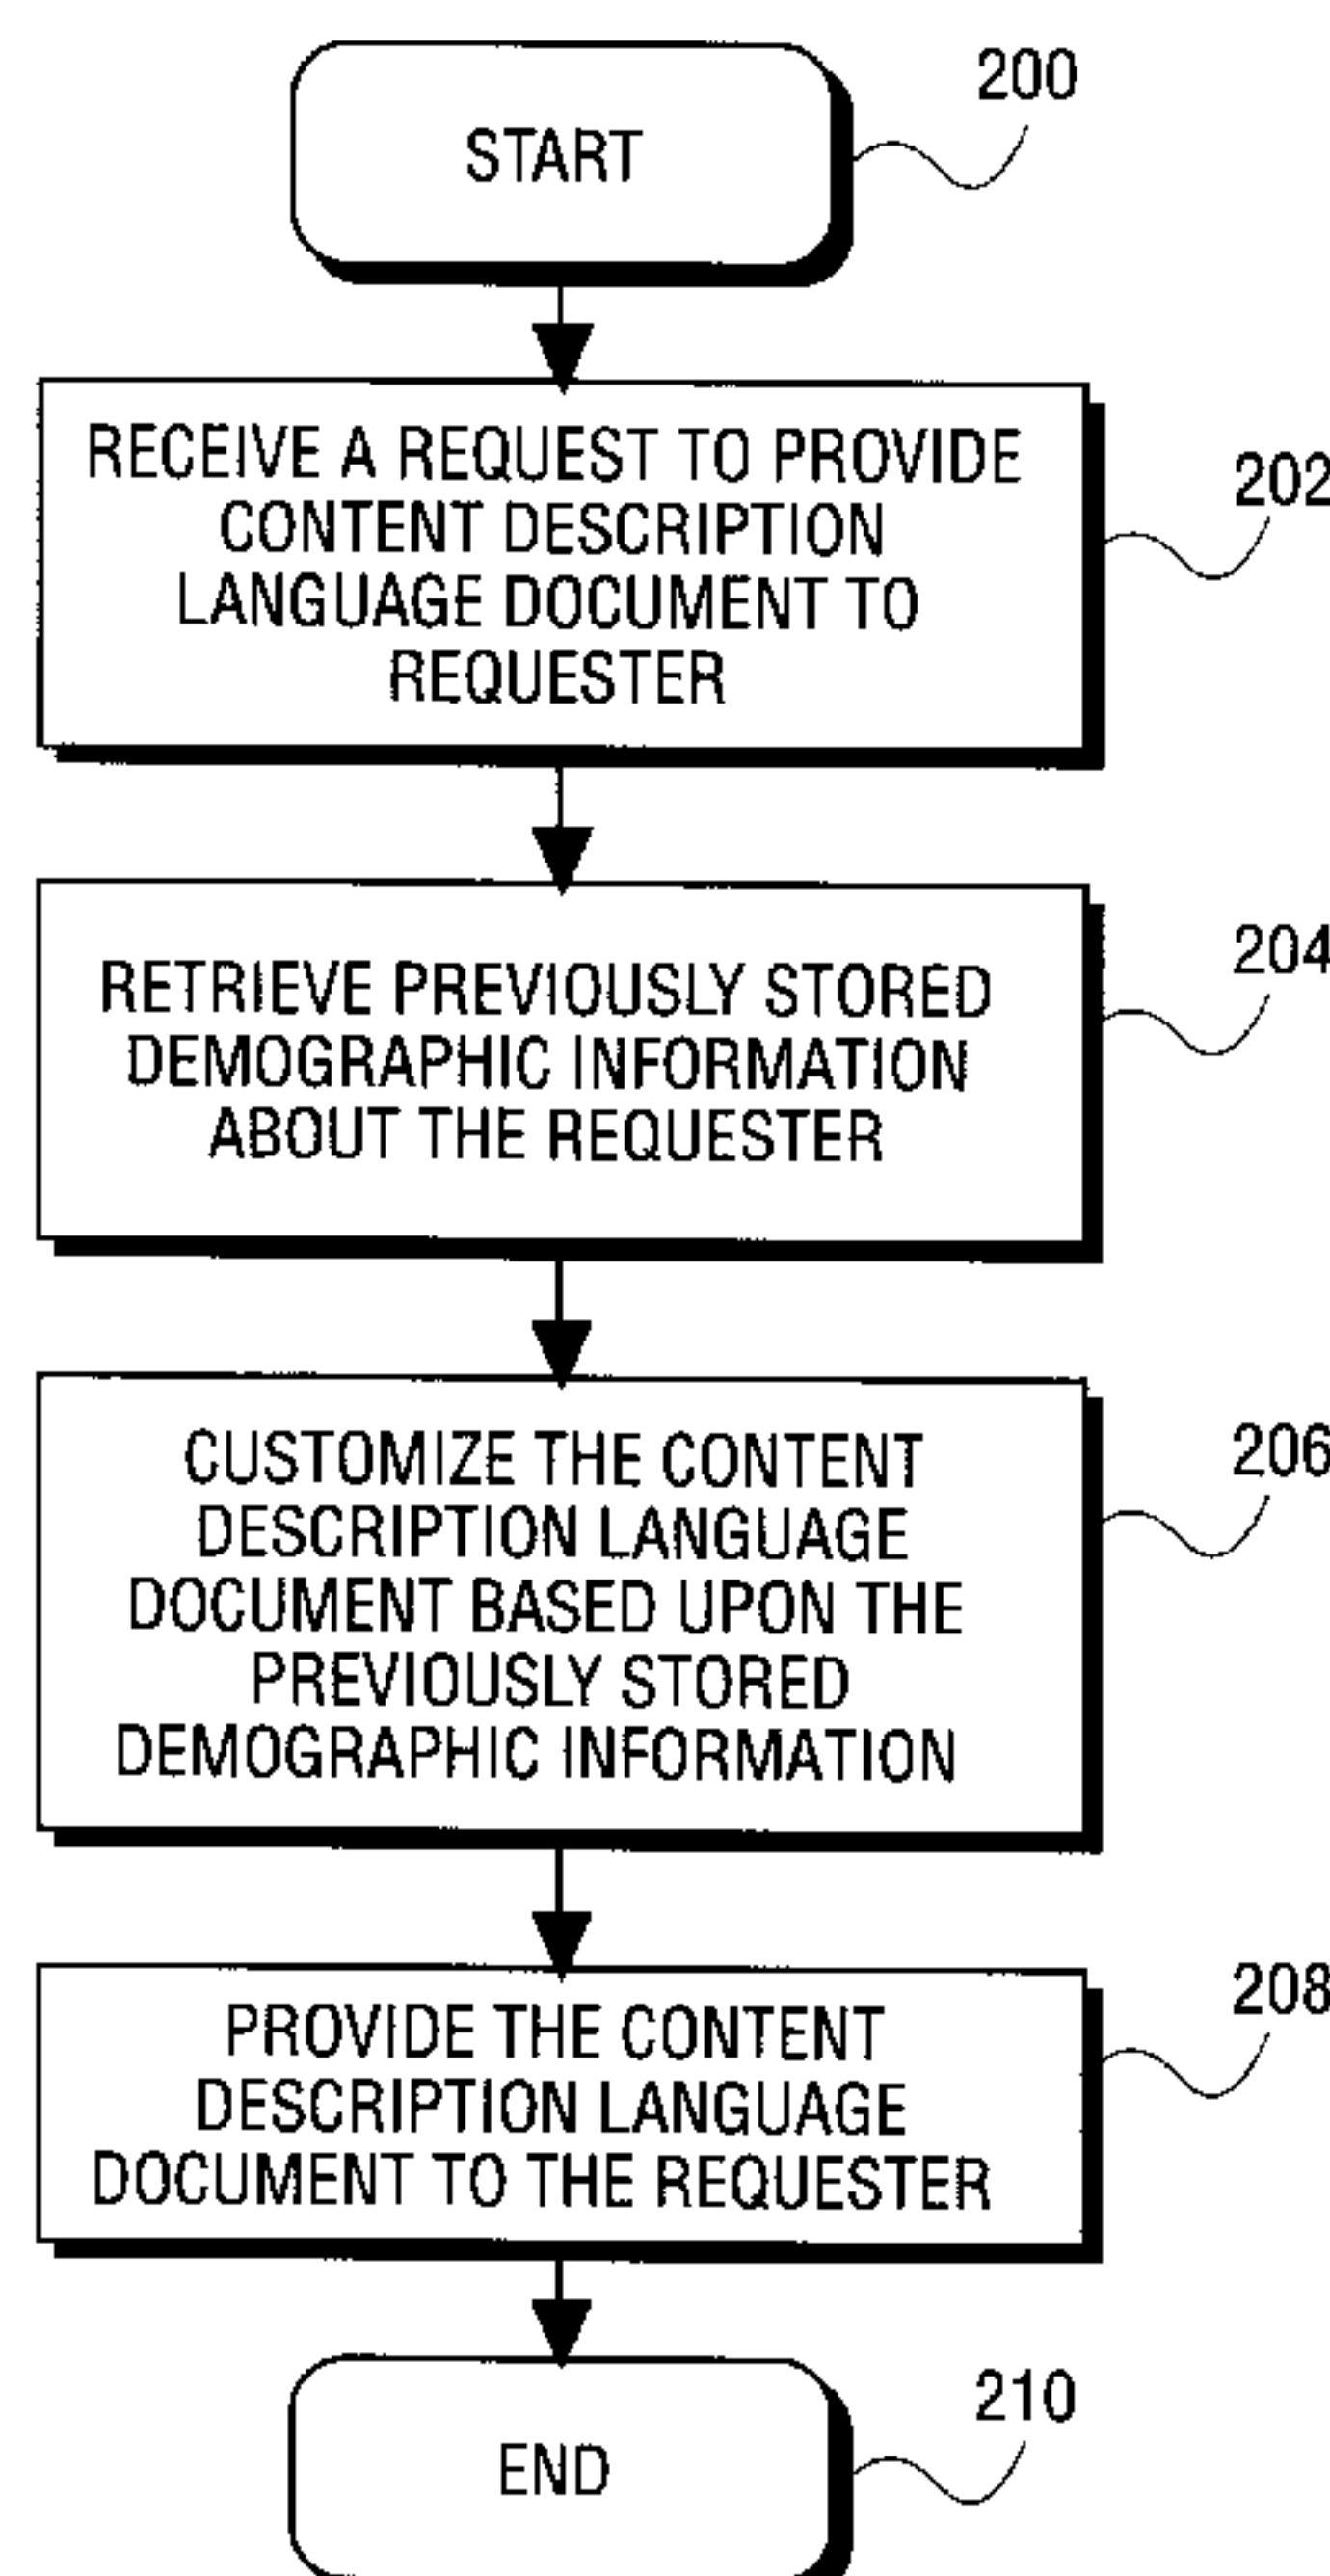 START
200
RECEIVE A REQUEST TO PROVIDE
CONTENT DESCRIPTION
LANGUAGE DOCUMENT TO
REQUESTER
202
RETRIEVE PREVIOUSLY STORED
DEMOGRAPHIC INFORMATION
ABOUT THE REQUESTER
204
CUSTOMIZE THE CONTENT
DESCRIPTION LANGUAGE
DOCUMENT BASED UPON THE
PREVIOUSLY STORED
DEMOGRAPHIC INFORMATION
206
PROVIDE THE CONTENT
DESCRIPTION LANGUAGE
DOCUMENT TO THE REQUESTER
208
END
210